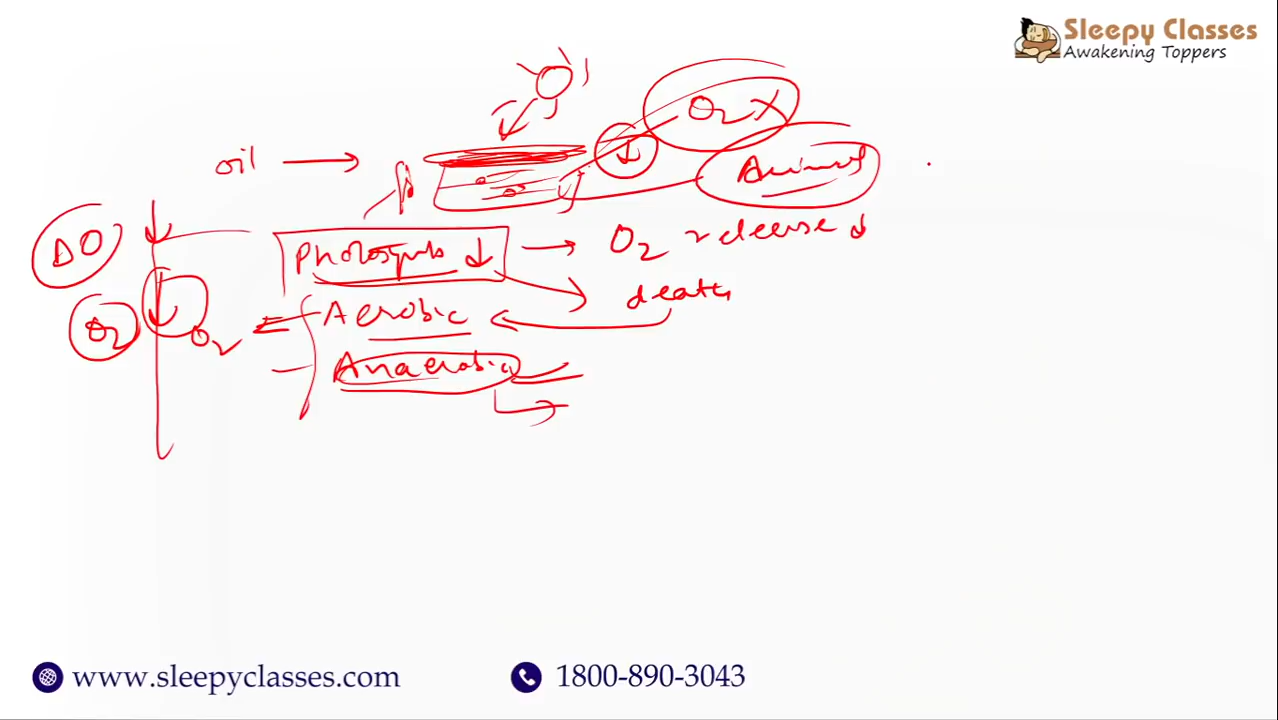 Sleepy Classes
Awakening Toppers
O2 X
oil
Animal
DO
O2 release
death
O2
O2
Aerobic
Anaerobic
www.sleepyclasses.com
1800-890-3043